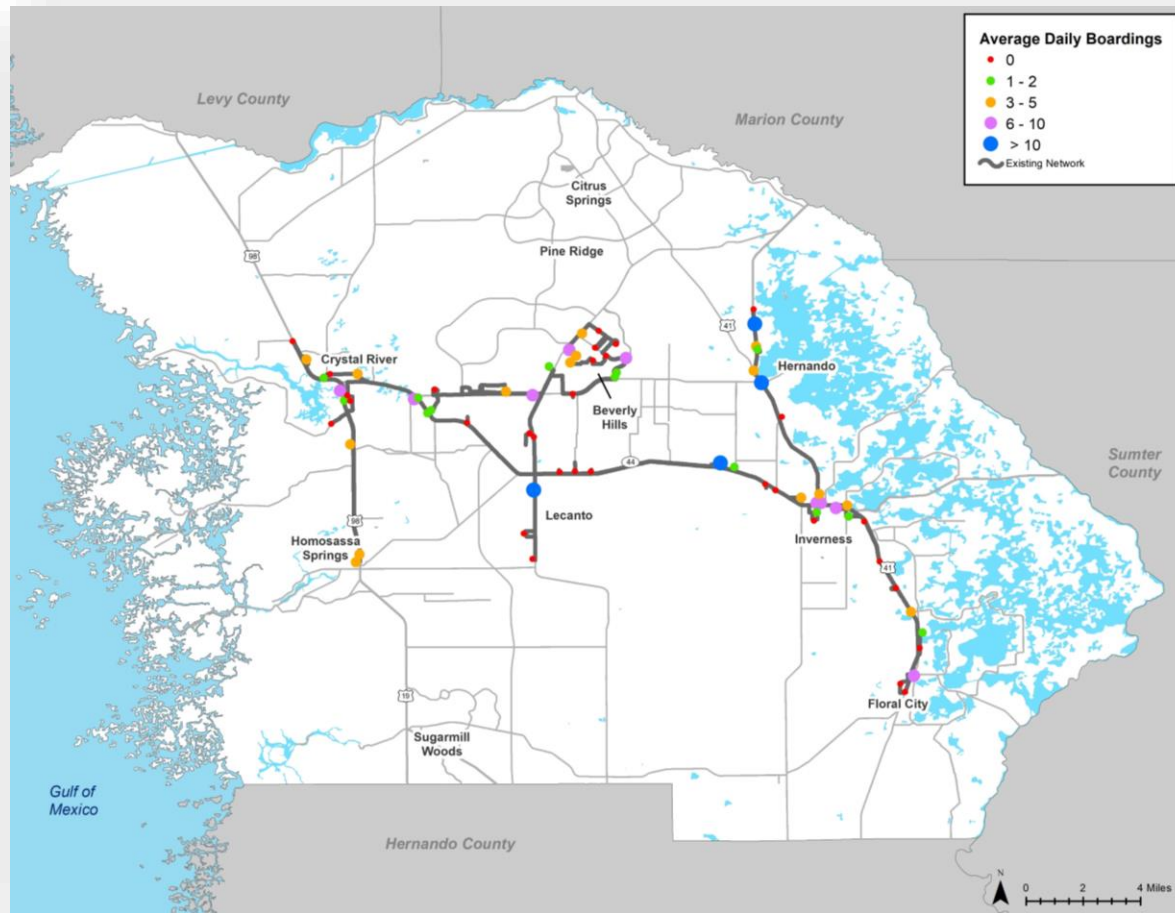 Average Daily Boardings
0
1 - 2
3 - 5
6 - 10
> 10
Existing Network
Levy County
Marion County
Citrus
Springs
Pine Ridge
98
41
Crystal River
Hernando
Beverly
Hills
44
Sumter
County
Lecanto
98
Homosassa
Springs
Inverness
41
Floral City
19
Sugarmill
Woods
Gulf of
Mexico
Hernando County
N
0 2 4 Miles